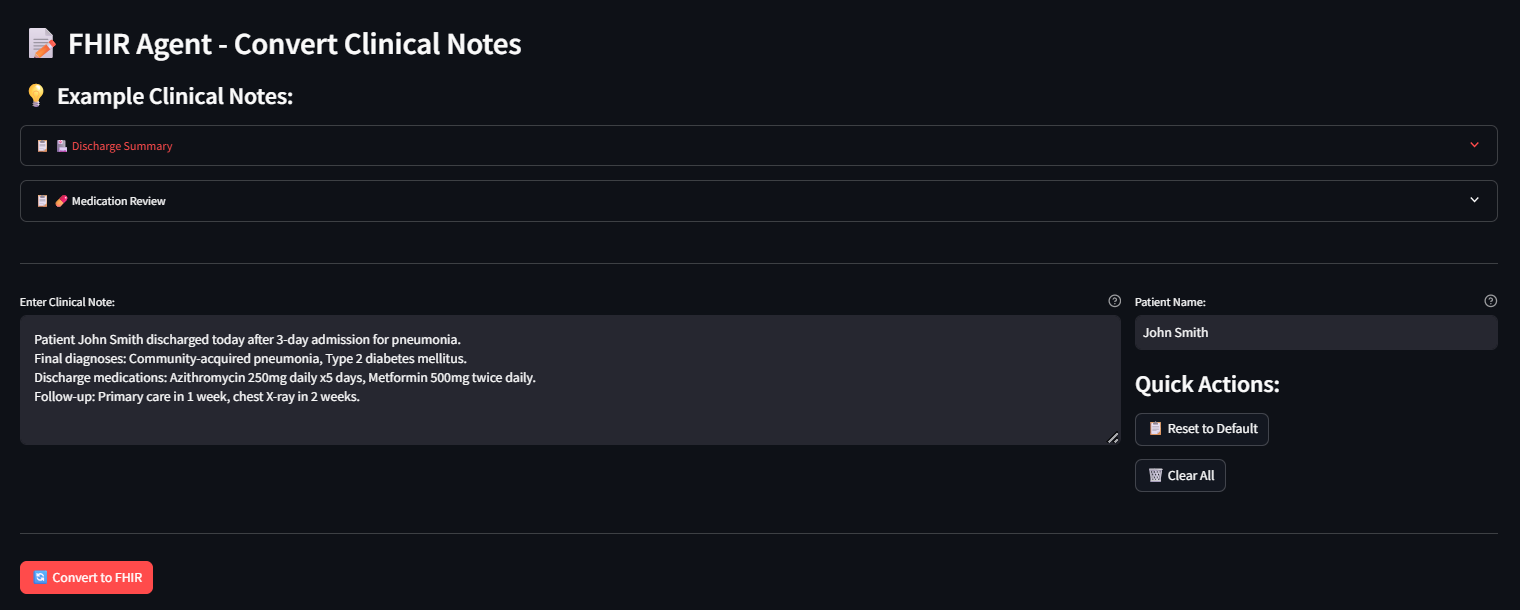 FHIR Agent - Convert Clinical Notes
Example Clinical Notes:
Discharge Summary
Medication Review
Enter Clinical Note:
Patient John Smith discharged today after 3-day admission for pneumonia.
Final diagnoses: Community-acquired pneumonia, Type 2 diabetes mellitus.
Discharge medications: Azithromycin 250mg daily x5 days, Metformin 500mg twice daily.
Follow-up: Primary care in 1 week, chest X-ray in 2 weeks.
Patient Name:
John Smith
Quick Actions:
Reset to Default
Clear All
Convert to FHIR